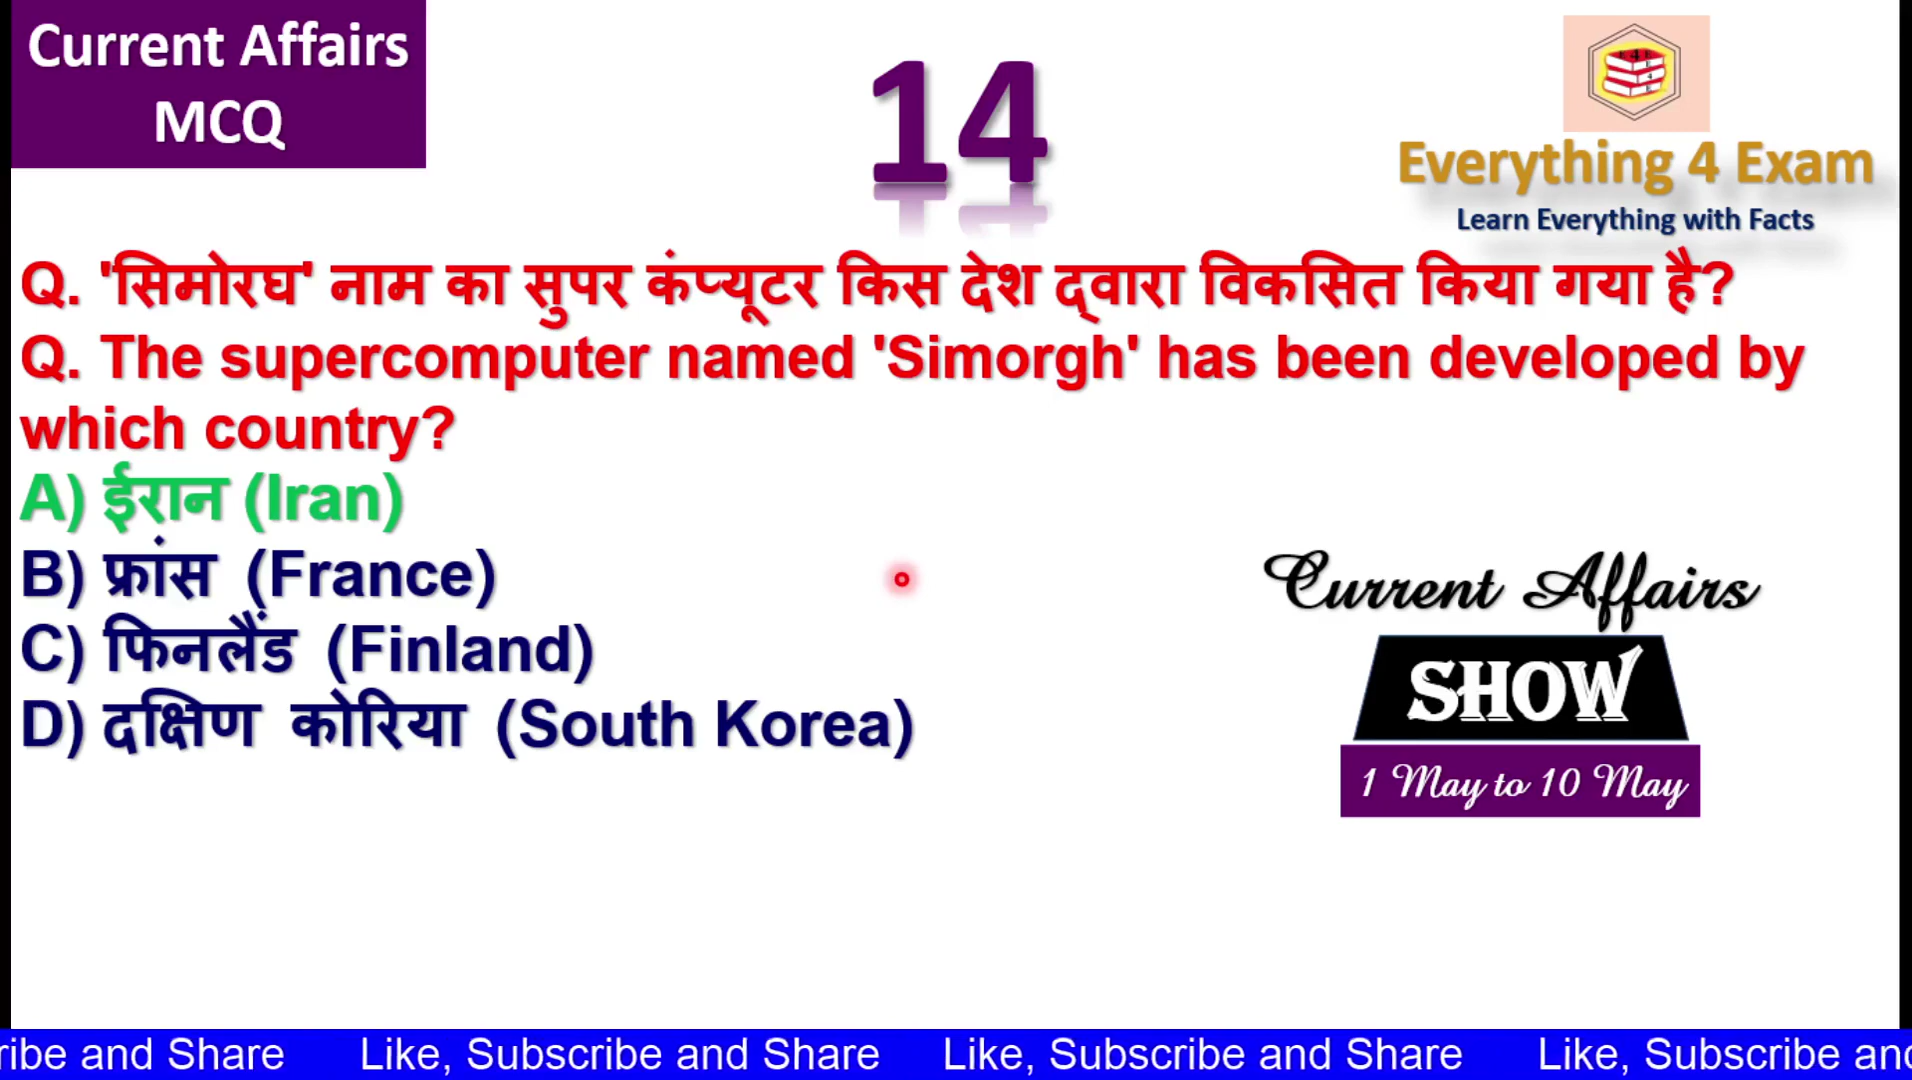 Current Affairs
MCQ
14
Everything 4 Exam
Learn Everything with Facts
Q. 'सिमोरघ' नाम का सुपर कंप्यूटर किस देश द्वारा विकसित किया गया है?
Q. The supercomputer named 'Simorgh' has been developed by
which country?
A) ईरान (Iran)
B) फ्रांस (France)
C) फिनलैंड (Finland)
D) दक्षिण कोरिया (South Korea)
Current Affairs
SHOW
1 May to 10 May
ribe and Share Like, Subscribe and Share Like, Subscribe and Share Like, Subscribe and